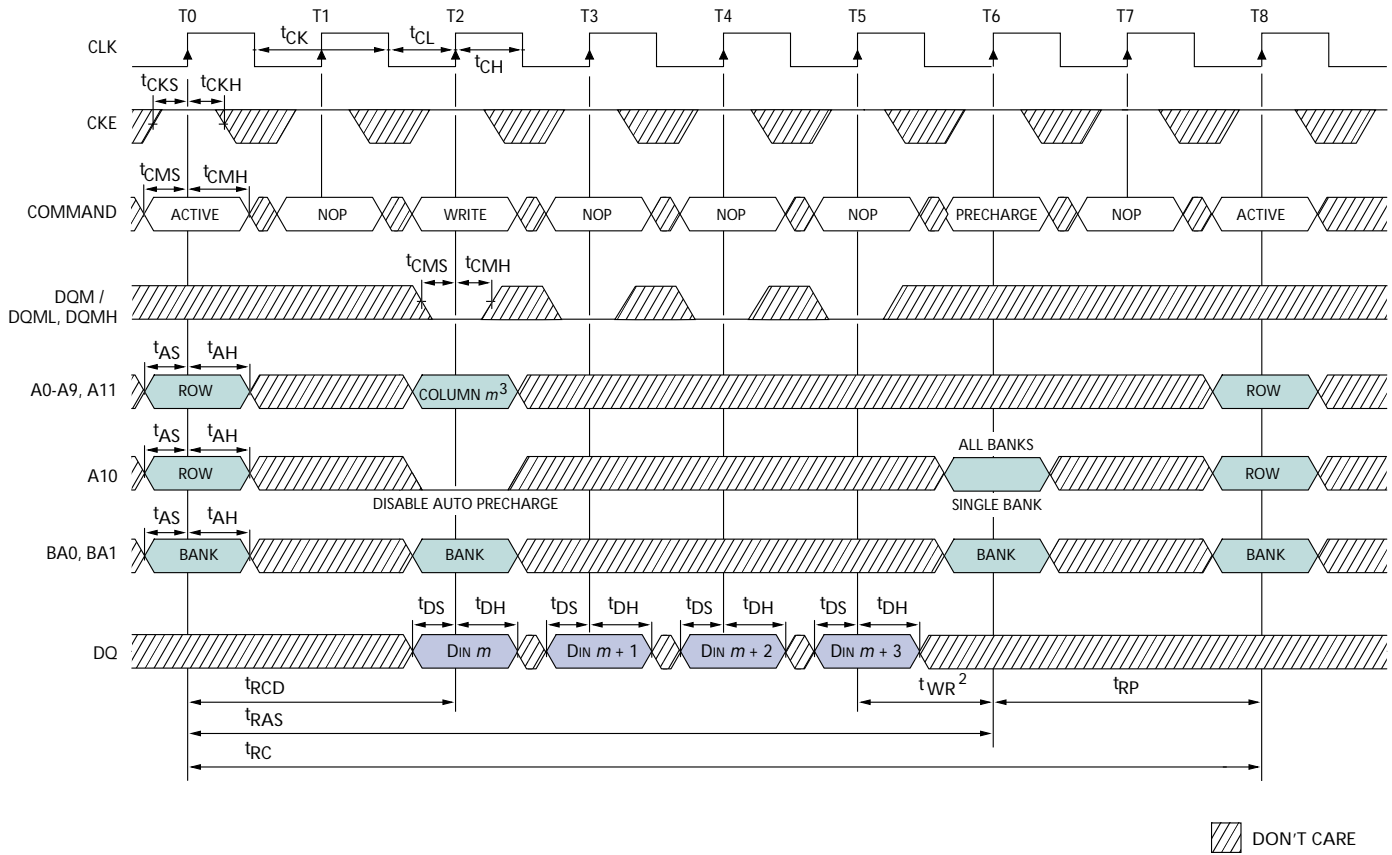 T0 T1 T2 T3 T4 T5 T6 T7 T8
CLK tCK tCL tCH
tCKS tCKH
CKE
tCMS tCMH
COMMAND ACTIVE NOP WRITE NOP NOP NOP PRECHARGE NOP ACTIVE
tCMS tCMH
DQM /
DQML, DQMH
tAS tAH
A0-A9, A11 ROW COLUMN m3 ROW
tAS tAH
ALL BANKS
A10 ROW ROW
DISABLE AUTO PRECHARGE SINGLE BANK
tAS tAH
BA0, BA1 BANK BANK BANK BANK
tDS tDH tDS tDH tDS tDH tDS tDH
DQ DIN m DIN m + 1 DIN m + 2 DIN m + 3
tRCD tWR2 tRP
tRAS
tRC
DON'T CARE